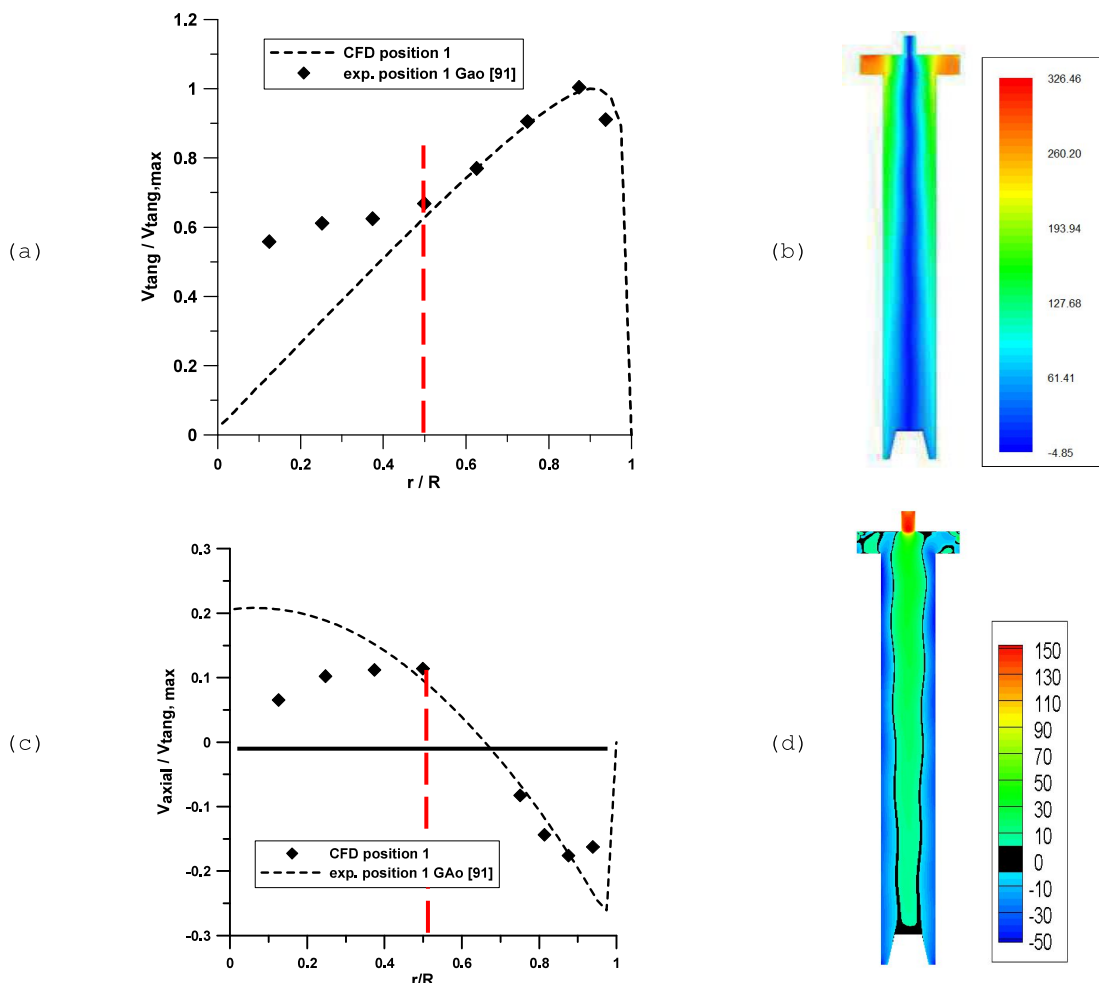 (a)
1.2
1
0.8
0.6
0.4
0.2
0
Vtang / Vtang,max
CFD position 1
exp. position 1 Gao [91]
0 0.2 0.4 0.6 0.8 1
r / R
(b)
326.46
260.20
193.94
127.68
61.41
-4.85
(c)
0.3
0.2
0.1
0
-0.1
-0.2
-0.3
Vaxial / Vtang, max
CFD position 1
exp. position 1 GAo [91]
0 0.2 0.4 0.6 0.8 1
r/R
(d)
150
130
110
90
70
50
30
10
0
-10
-30
-50